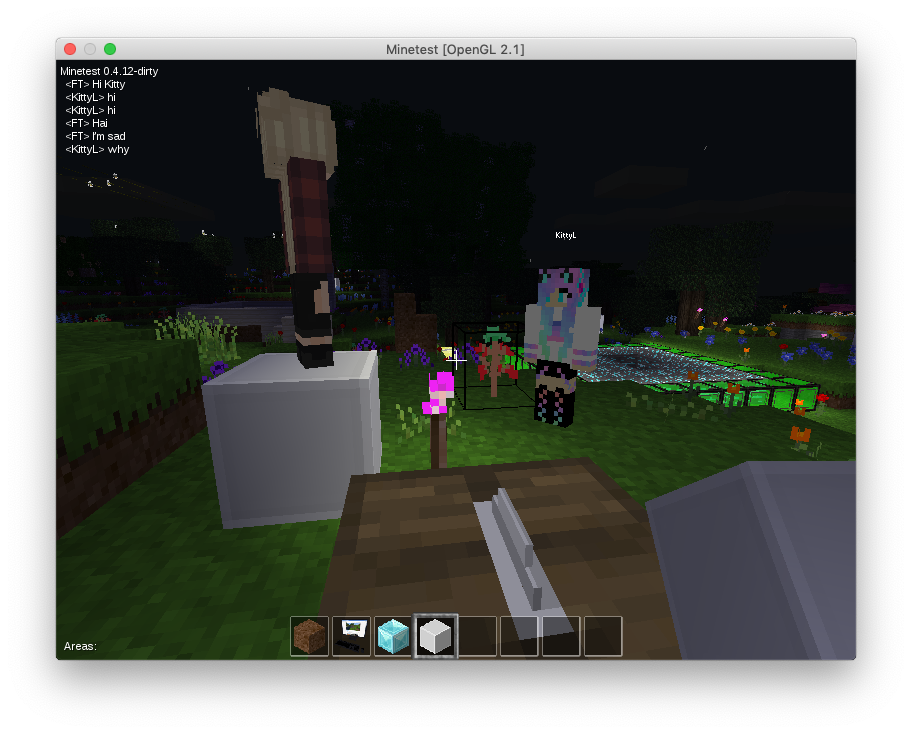 Minetest [OpenGL 2.1]
Minetest 0.4.12-dirty
<FT> Hi Kitty
<KittyL> hi
<KittyL> hi
<FT> Hai
<FT> I'm sad
<KittyL> why
KittyL
Areas: